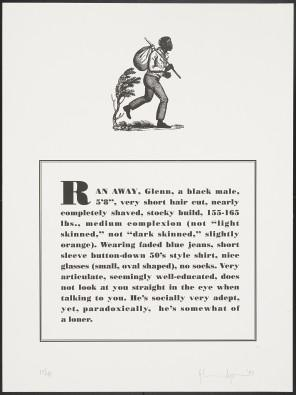 RAN AWAY, Glenn, a black male,
5'8", very short hair cut, nearly
completely shaved, stocky build, 155-165
lbs., medium complexion (not "light
skinned," not "dark skinned," slightly
orange). Wearing faded blue jeans, short
sleeve button-down 50's style shirt, nice
glasses (small, oval shaped), no socks. Very
articulate, seemingly well-educated, does
not look at you straight in the eye when
talking to you. He's socially very adept,
yet, paradoxically, he's somewhat of
a loner.